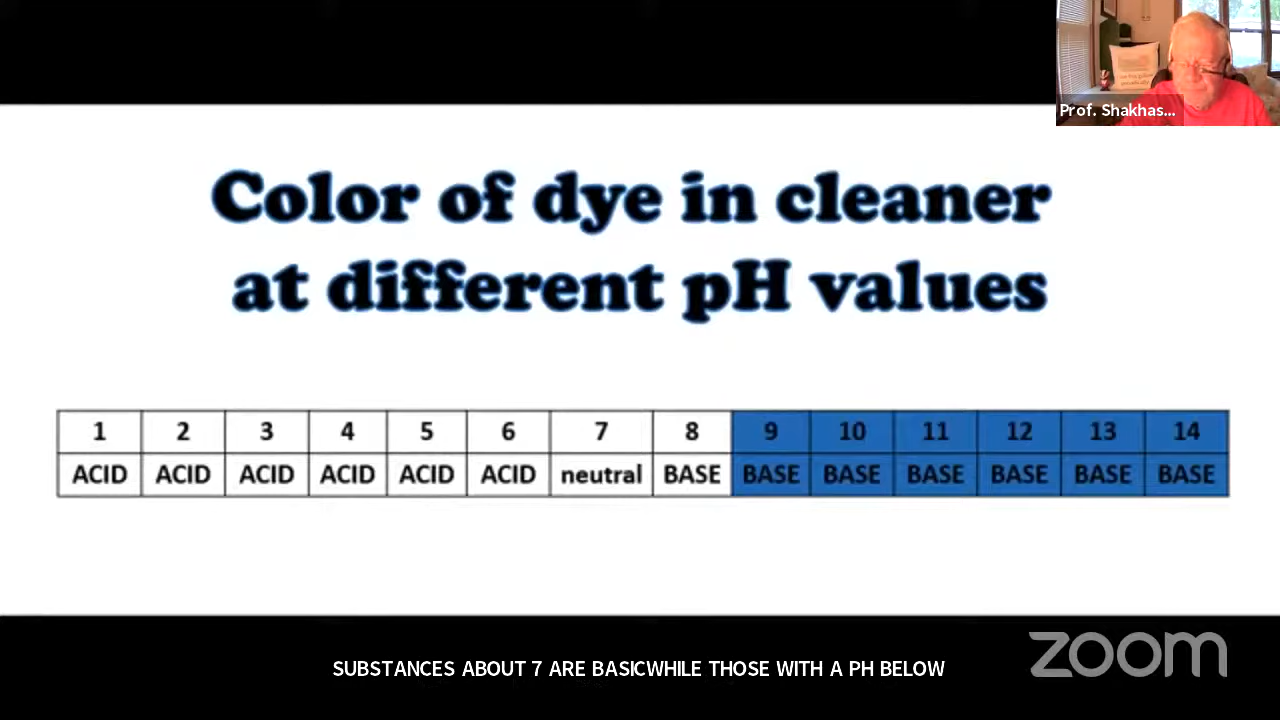 Prof. Shakhas...
Color of dye in cleaner
at different pH values
1 2 3 4 5 6 7 8 9 10 11 12 13 14
ACID ACID ACID ACID ACID ACID neutral BASE BASE BASE BASE BASE BASE BASE
SUBSTANCES ABOUT 7 ARE BASICWHILE THOSE WITH A PH BELOW
zoom